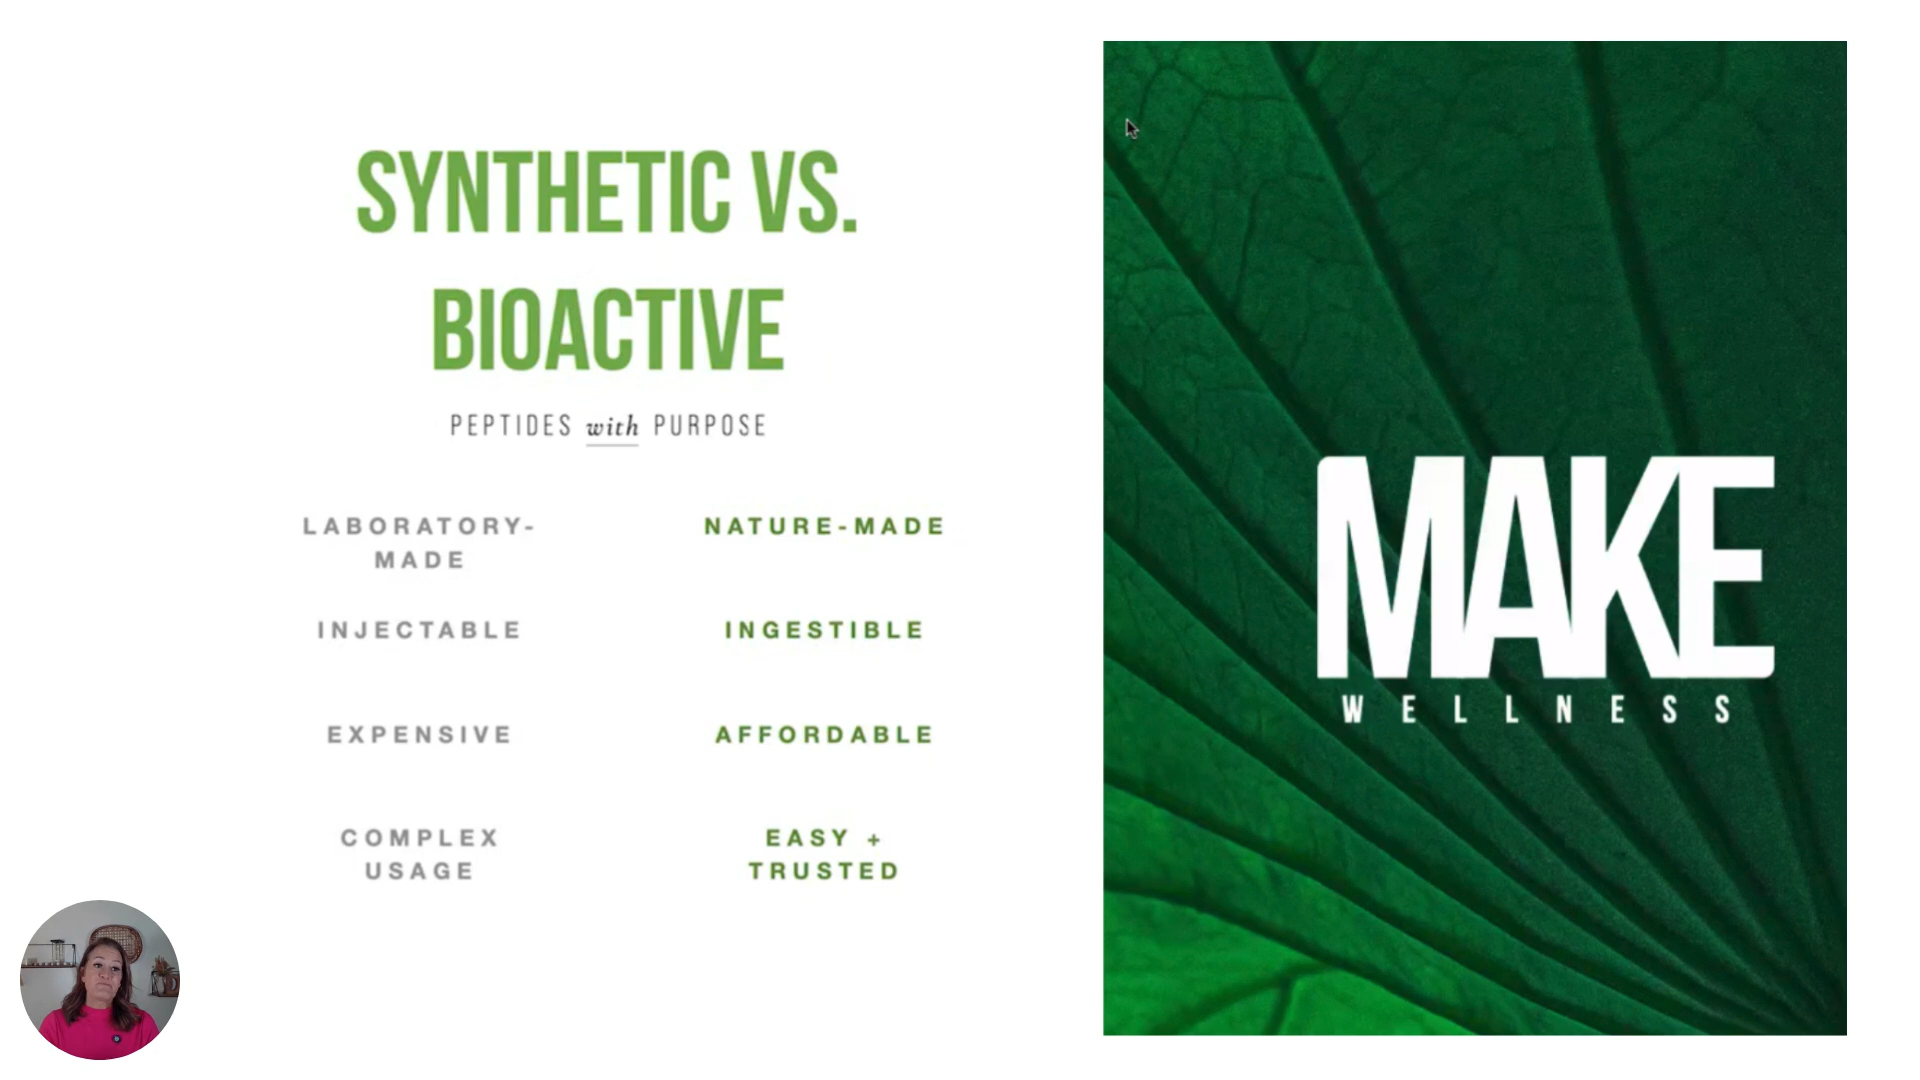 SYNTHETIC VS.
BIOACTIVE
PEPTIDES with PURPOSE
LABORATORY-
MADE
NATURE-MADE
INJECTABLE
INGESTIBLE
EXPENSIVE
AFFORDABLE
COMPLEX
USAGE
EASY +
TRUSTED
MAKE
WELLNESS